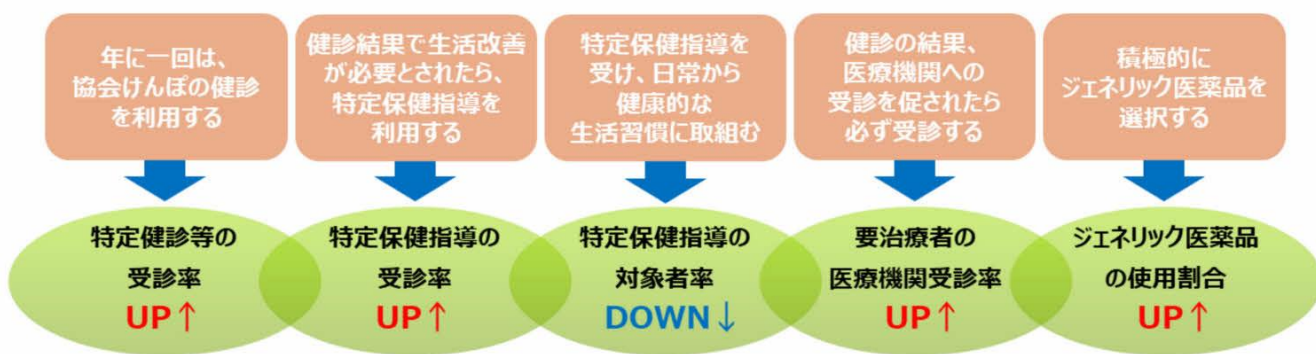 年に一回は、
協会けんぽの健診
を利用する
健診結果で生活改善
が必要とされたら、
特定保健指導を
利用する
特定保健指導を
受け、日常から
健康的な
生活習慣に取組む
健診の結果、
医療機関への
受診を促されたら
必ず受診する
積極的に
ジェネリック医薬品を
選択する
特定健診等の
受診率
UP↑
特定保健指導の
受診率
UP↑
特定保健指導の
対象者率
DOWN↓
要治療者の
医療機関受診率
UP↑
ジェネリック医薬品
の使用割合
UP↑